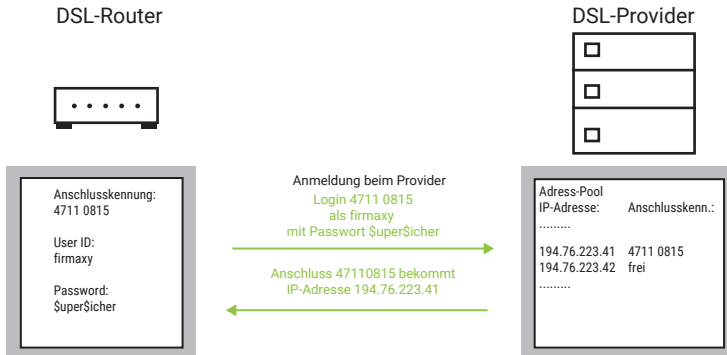 DSL-Router
DSL-Provider
Anschlusskennung:
4711 0815
User ID:
firmaxy
Password:
$uper$icher
Anmeldung beim Provider
Login 4711 0815
als firmaxy
mit Passwort $uper$icher
Anschluss 47110815 bekommt
IP-Adresse 194.76.223.41
Adress-Pool
IP-Adresse: Anschlusskenn.:
.........
194.76.223.41 4711 0815
194.76.223.42 frei
.........